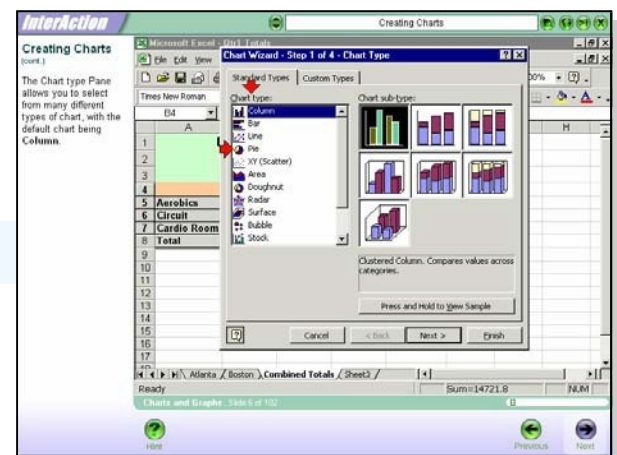 InterAction
Creating Charts
Creating Charts
(cont.)
The Chart type Pane
allows you to select
from many different
types of chart, with the
default chart being
Column.
Microsoft Excel - Qtr1 Totals
File Edit View
Times New Roman
B4
A
H
1
2
3
4
5 Aerobics
6 Circuit
7 Cardio Room
8 Total
9
10
11
12
13
14
15
16
17
Chart Wizard - Step 1 of 4 - Chart Type
Standard Types Custom Types
Chart type:
Column
Bar
Line
Pie
XY (Scatter)
Area
Doughnut
Radar
Surface
Bubble
Stock
Chart sub-type:
Clustered Column. Compares values across
categories.
Press and Hold to View Sample
Cancel < Back Next > Finish
Atlanta Boston Combined Totals Sheet3
Ready Sum=14721.8 NUM
Charts and Graphs Slide 6 of 102
Hint Previous Next